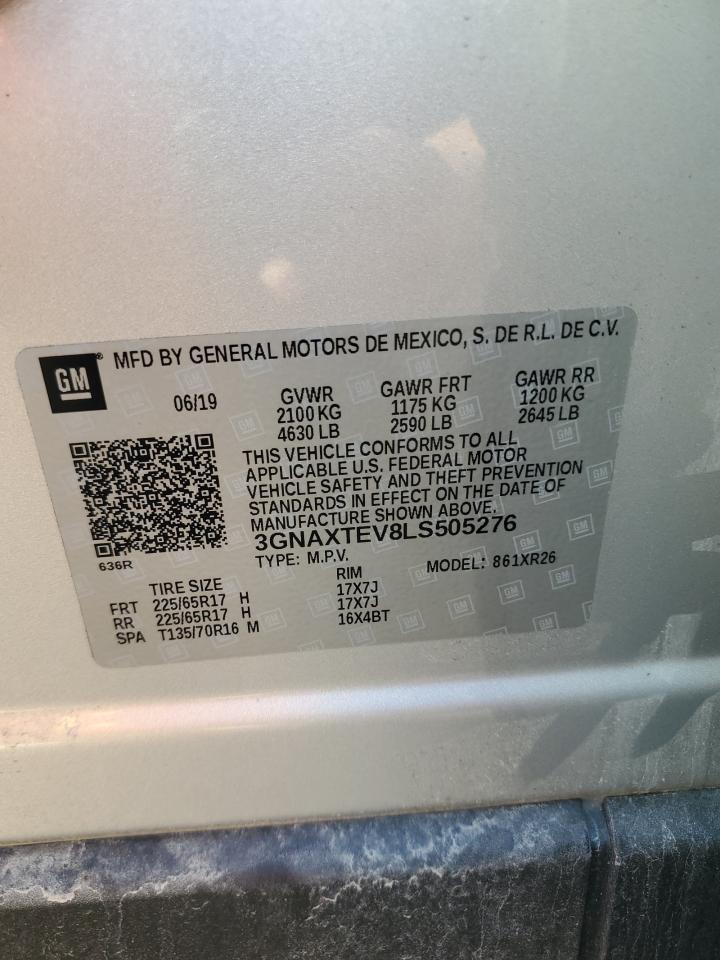 GM® MFD BY GENERAL MOTORS DE MEXICO, S. DE R.L. DE C.V.
06/19 GVWR GAWR FRT GAWR RR
2100 KG 1175 KG 1200 KG
4630 LB 2590 LB 2645 LB
THIS VEHICLE CONFORMS TO ALL
APPLICABLE U.S. FEDERAL MOTOR
VEHICLE SAFETY AND THEFT PREVENTION
STANDARDS IN EFFECT ON THE DATE OF
MANUFACTURE SHOWN ABOVE.
3GNAXTEV8LS505276
636R TYPE: M.P.V. MODEL: 861XR26
TIRE SIZE RIM
FRT 225/65R17 H 17X7J
RR 225/65R17 H 17X7J
SPA T135/70R16 M 16X4BT